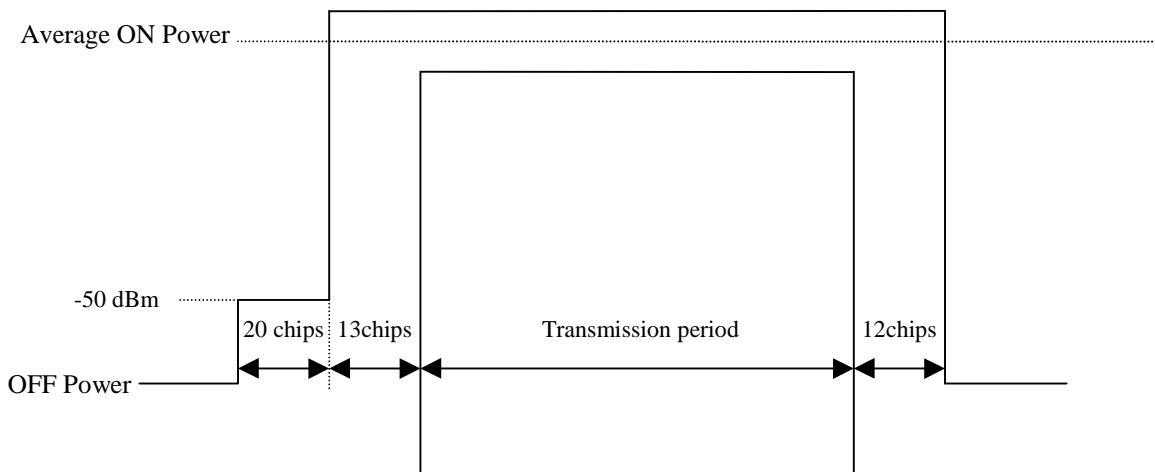 Average ON Power
-50 dBm
20 chips 13chips Transmission period 12chips
OFF Power